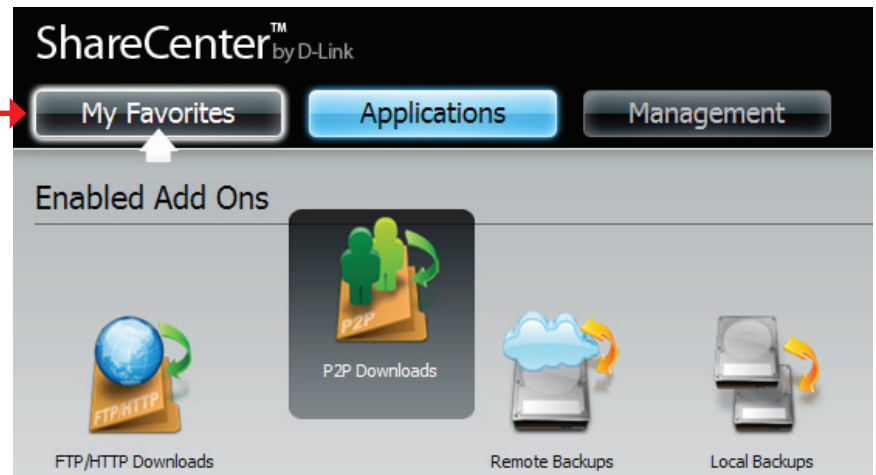 ShareCenter™ by D-Link
My Favorites Applications Management
Enabled Add Ons
P2P
P2P Downloads
FTP/HTTP
FTP/HTTP Downloads Remote Backups Local Backups